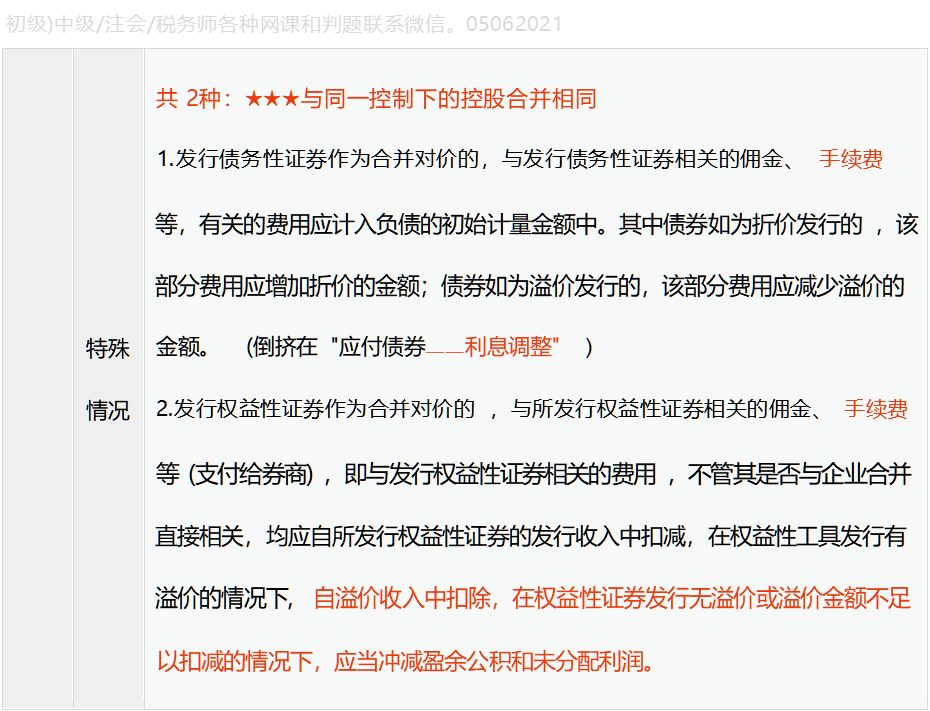 初级)中级/注会/税务师各种网课和判题联系微信。05062021
共 2种：★★★与同一控制下的控股合并相同
1.发行债务性证券作为合并对价的，与发行债务性证券相关的佣金、 手续费
等，有关的费用应计入负债的初始计量金额中。其中债券如为折价发行的 ，该
部分费用应增加折价的金额；债券如为溢价发行的，该部分费用应减少溢价的
金额。 (倒挤在 "应付债券——利息调整" )
特殊
情况
2.发行权益性证券作为合并对价的 ，与所发行权益性证券相关的佣金、 手续费
等 (支付给券商) ，即与发行权益性证券相关的费用 ，不管其是否与企业合并
直接相关，均应自所发行权益性证券的发行收入中扣减，在权益性工具发行有
溢价的情况下, 自溢价收入中扣除，在权益性证券发行无溢价或溢价金额不足
以扣减的情况下，应当冲减盈余公积和未分配利润。